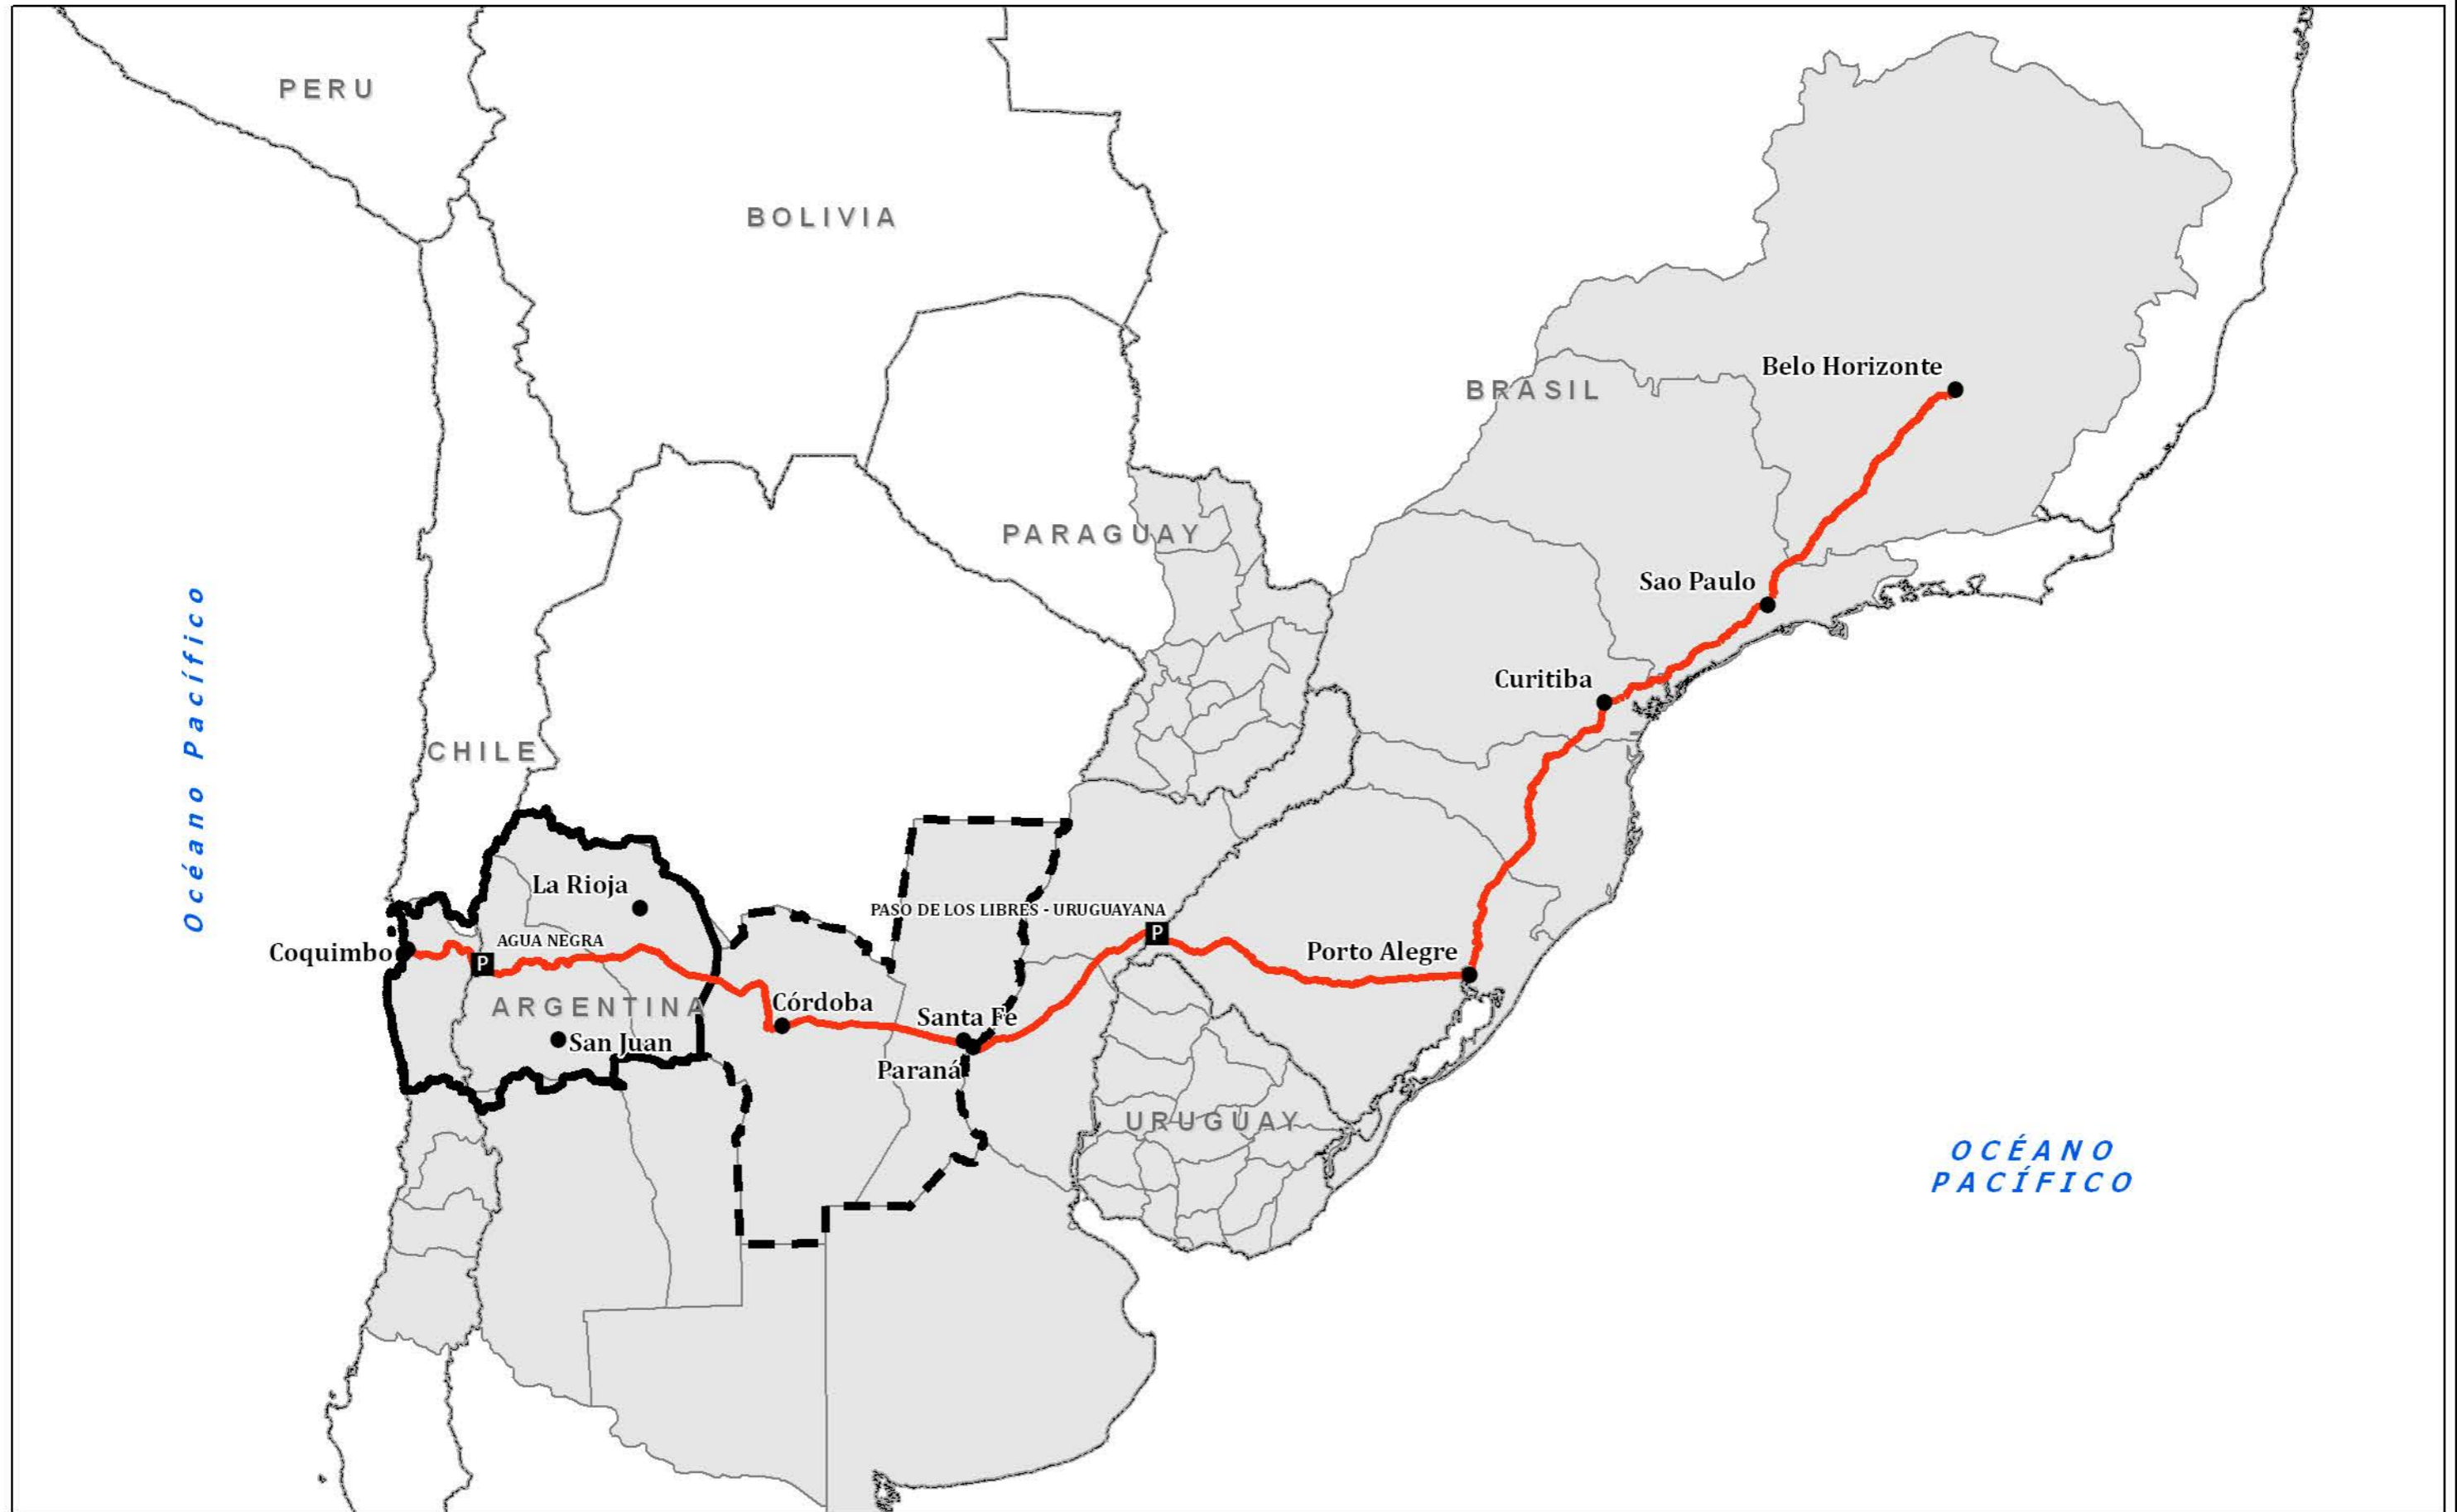 PERU
BOLIVIA
Belo Horizonte
BRASIL
PARAGUAY
Sao Paulo
Océano Pacífico
Curitiba
CHILE
La Rioja
PASO DE LOS LIBRES - URUGUAYANA
P
AGUA NEGRA
Coquimbo
P
Porto Alegre
ARGENTINA
Córdoba
Santa Fe
San Juan
Paraná
URUGUAY
OCÉANO
PACÍFICO